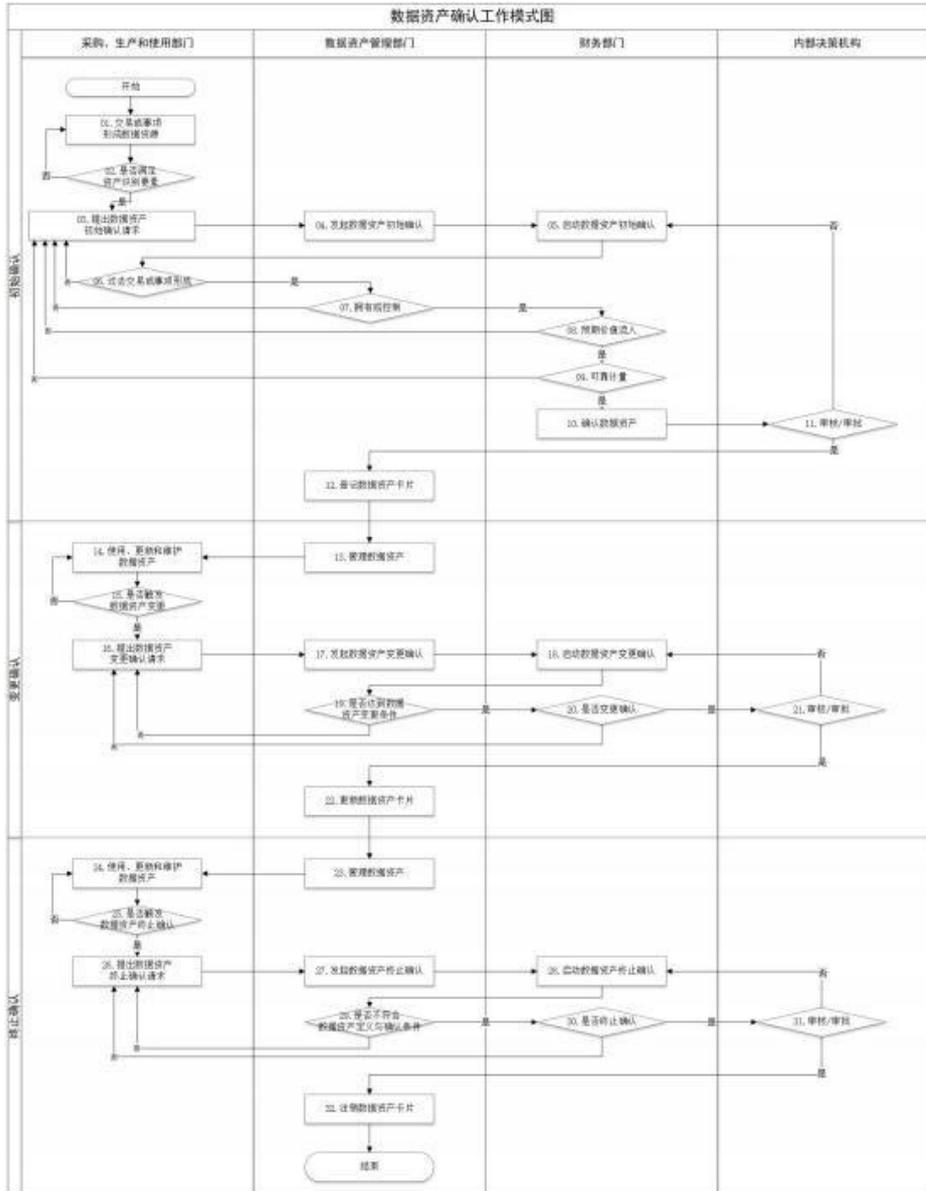 数据资产确认工作模式图
采购、生产和使用部门
数据资产管理部门
财务部门
内部决策机构
初始确认
开始
01.交易或事项
形成数据资源
02.是否满足
资产识别要素
否
是
03.提出数据资产
初始确认请求
04.发起数据资产初始确认
05.启动数据资产初始确认
否
06.过去交易或事项形成
否
是
07.拥有或控制
否
是
08.预期价值流入
否
是
09.可靠计量
否
是
10.确认数据资产
11.审核/审批
是
12.登记数据资产卡片
变更确认
13.管理数据资产
14.使用、更新和维护
数据资产
15.是否触发
数据资产变更
否
是
16.提出数据资产
变更确认请求
17.发起数据资产变更确认
18.启动数据资产变更确认
否
19.是否达到数据
资产变更条件
否
是
20.是否变更确认
否
是
21.审核/审批
是
22.更新数据资产卡片
终止确认
23.管理数据资产
24.使用、更新和维护
数据资产
25.是否触发
数据资产终止确认
否
是
26.提出数据资产
终止确认请求
27.发起数据资产终止确认
28.启动数据资产终止确认
否
29.是否不符合
数据资产定义与确认条件
否
是
30.是否终止确认
否
是
31.审核/审批
是
32.注销数据资产卡片
结束